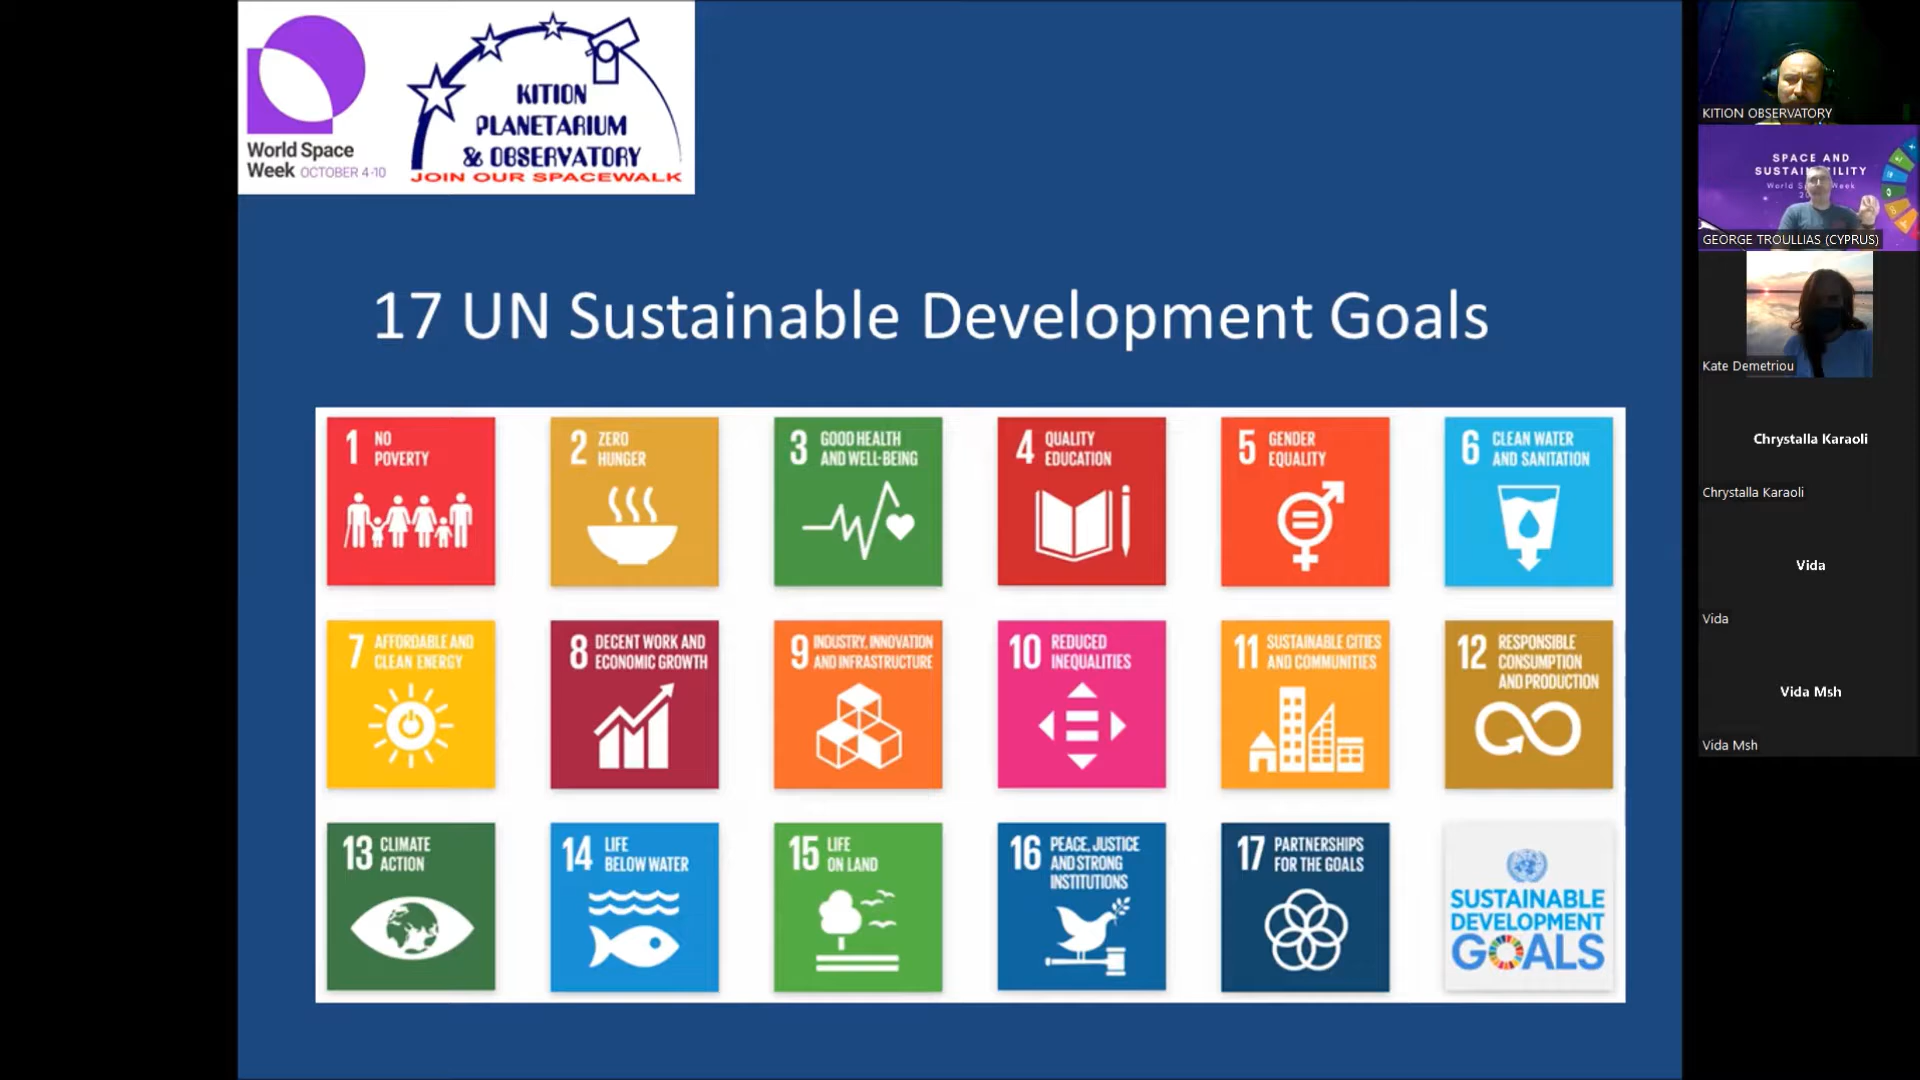 World Space
Week OCTOBER 4-10
KITION
PLANETARIUM
& OBSERVATORY
JOIN OUR SPACEWALK
17 UN Sustainable Development Goals
1 NO
POVERTY
2 ZERO
HUNGER
3 GOOD HEALTH
AND WELL-BEING
4 QUALITY
EDUCATION
5 GENDER
EQUALITY
6 CLEAN WATER
AND SANITATION
7 AFFORDABLE AND
CLEAN ENERGY
8 DECENT WORK AND
ECONOMIC GROWTH
9 INDUSTRY, INNOVATION
AND INFRASTRUCTURE
10 REDUCED
INEQUALITIES
11 SUSTAINABLE CITIES
AND COMMUNITIES
12 RESPONSIBLE
CONSUMPTION
AND PRODUCTION
13 CLIMATE
ACTION
14 LIFE
BELOW WATER
15 LIFE
ON LAND
16 PEACE, JUSTICE
AND STRONG
INSTITUTIONS
17 PARTNERSHIPS
FOR THE GOALS
SUSTAINABLE
DEVELOPMENT
GOALS
KITION OBSERVATORY
SPACE AND
SUSTAINABILITY
World Space Week
GEORGE TROULLIAS (CYPRUS)
Kate Demetriou
Chrystalla Karaoli
Chrystalla Karaoli
Vida
Vida
Vida Msh
Vida Msh